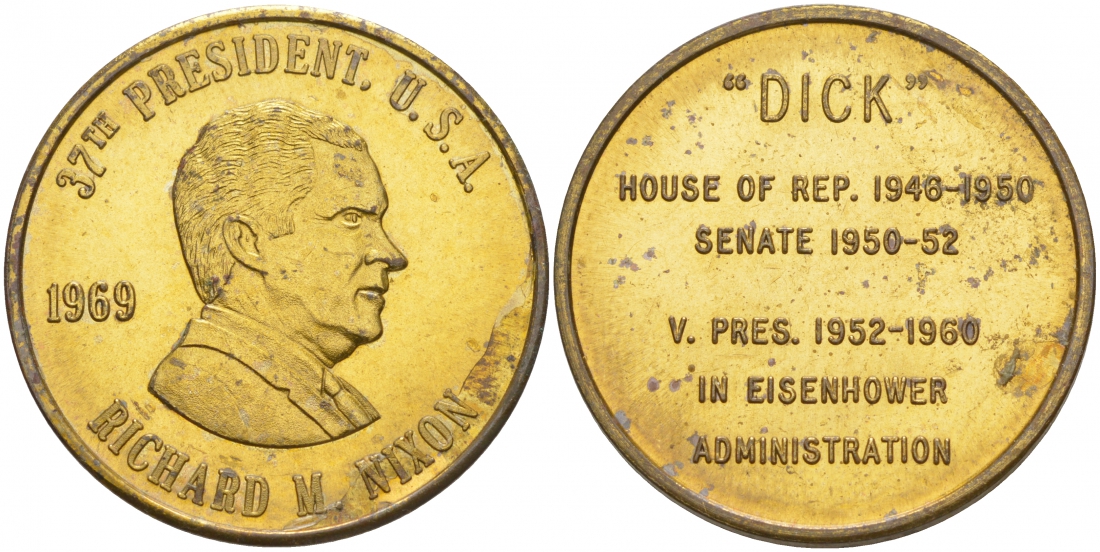 37TH PRESIDENT. U.S.A.
1969
RICHARD M. NIXON
"DICK"
HOUSE OF REP. 1946-1950
SENATE 1950-52
V. PRES. 1952-1960
IN EISENHOWER
ADMINISTRATION